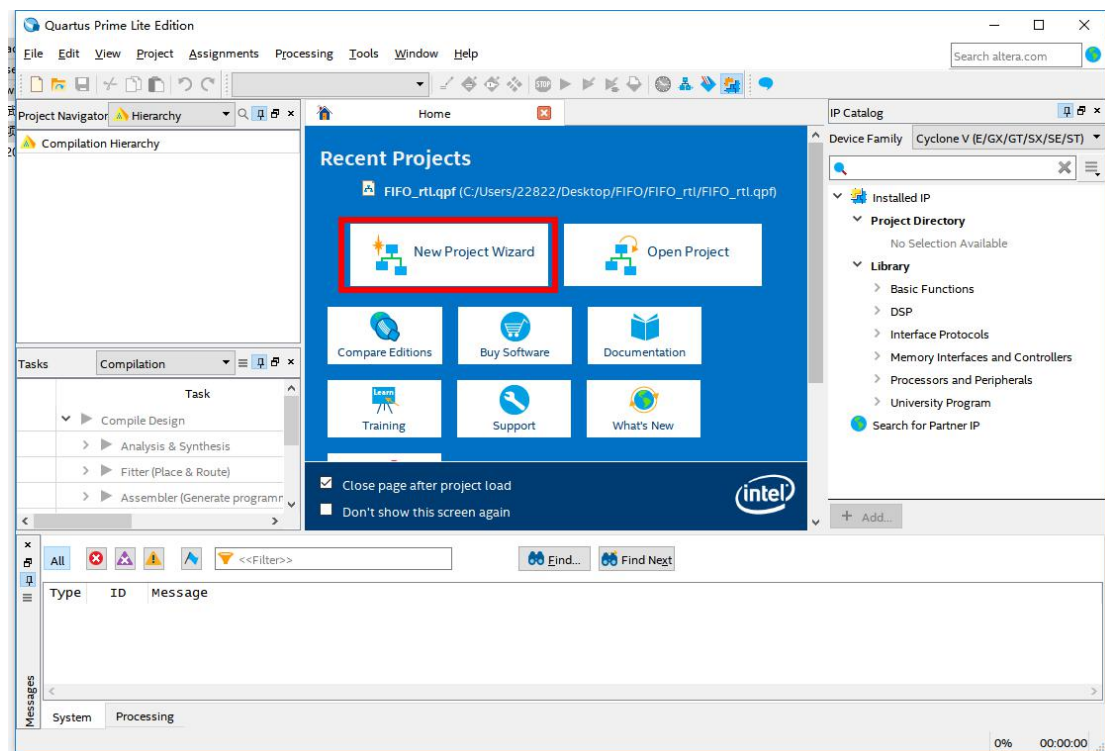 Quartus Prime Lite Edition
File Edit View Project Assignments Processing Tools Window Help
Search altera.com
Project Navigator Hierarchy
Compilation Hierarchy
Tasks Compilation
Task
Compile Design
Analysis & Synthesis
Fitter (Place & Route)
Assembler (Generate programr
Home
Recent Projects
FIFO_rtl.qpf (C:/Users/22822/Desktop/FIFO/FIFO_rtl/FIFO_rtl.qpf)
New Project Wizard
Open Project
Compare Editions
Buy Software
Documentation
Learn
Training
Support
What's New
Close page after project load
Don't show this screen again
intel
IP Catalog
Device Family Cyclone V (E/GX/GT/SX/SE/ST)
Installed IP
Project Directory
No Selection Available
Library
Basic Functions
DSP
Interface Protocols
Memory Interfaces and Controllers
Processors and Peripherals
University Program
Search for Partner IP
+ Add...
All
<<Filter>>
Find...
Find Next
Type ID Message
Messages
System Processing
0% 00:00:00